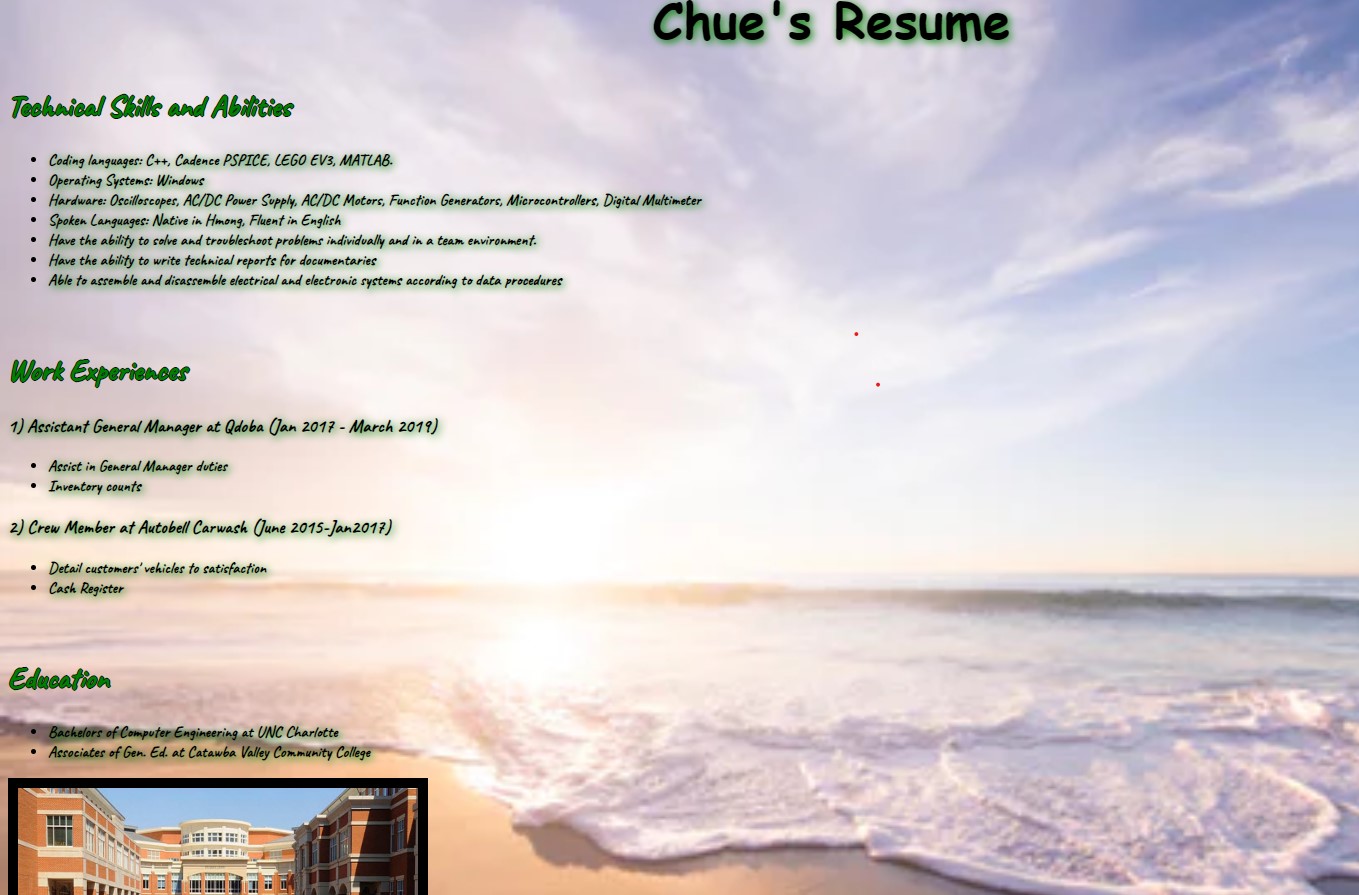 Chue's Resume
Technical Skills and Abilities
Coding languages: C++, Cadence PSPICE, LEGO EV3, MATLAB.
Operating Systems: Windows
Hardware: Oscilloscopes, AC/DC Power Supply, AC/DC Motors, Function Generators, Microcontrollers, Digital Multimeter
Spoken Languages: Native in Hmong, Fluent in English
Have the ability to solve and troubleshoot problems individually and in a team environment.
Have the ability to write technical reports for documentaries
Able to assemble and disassemble electrical and electronic systems according to data procedures
Work Experiences
1) Assistant General Manager at Qdoba (Jan 2017 - March 2019)
Assist in General Manager duties
Inventory counts
2) Crew Member at Autobell Carwash (June 2015-Jan2017)
Detail customers' vehicles to satisfaction
Cash Register
Education
Bachelors of Computer Engineering at UNC Charlotte
Associates of Gen. Ed. at Catawba Valley Community College